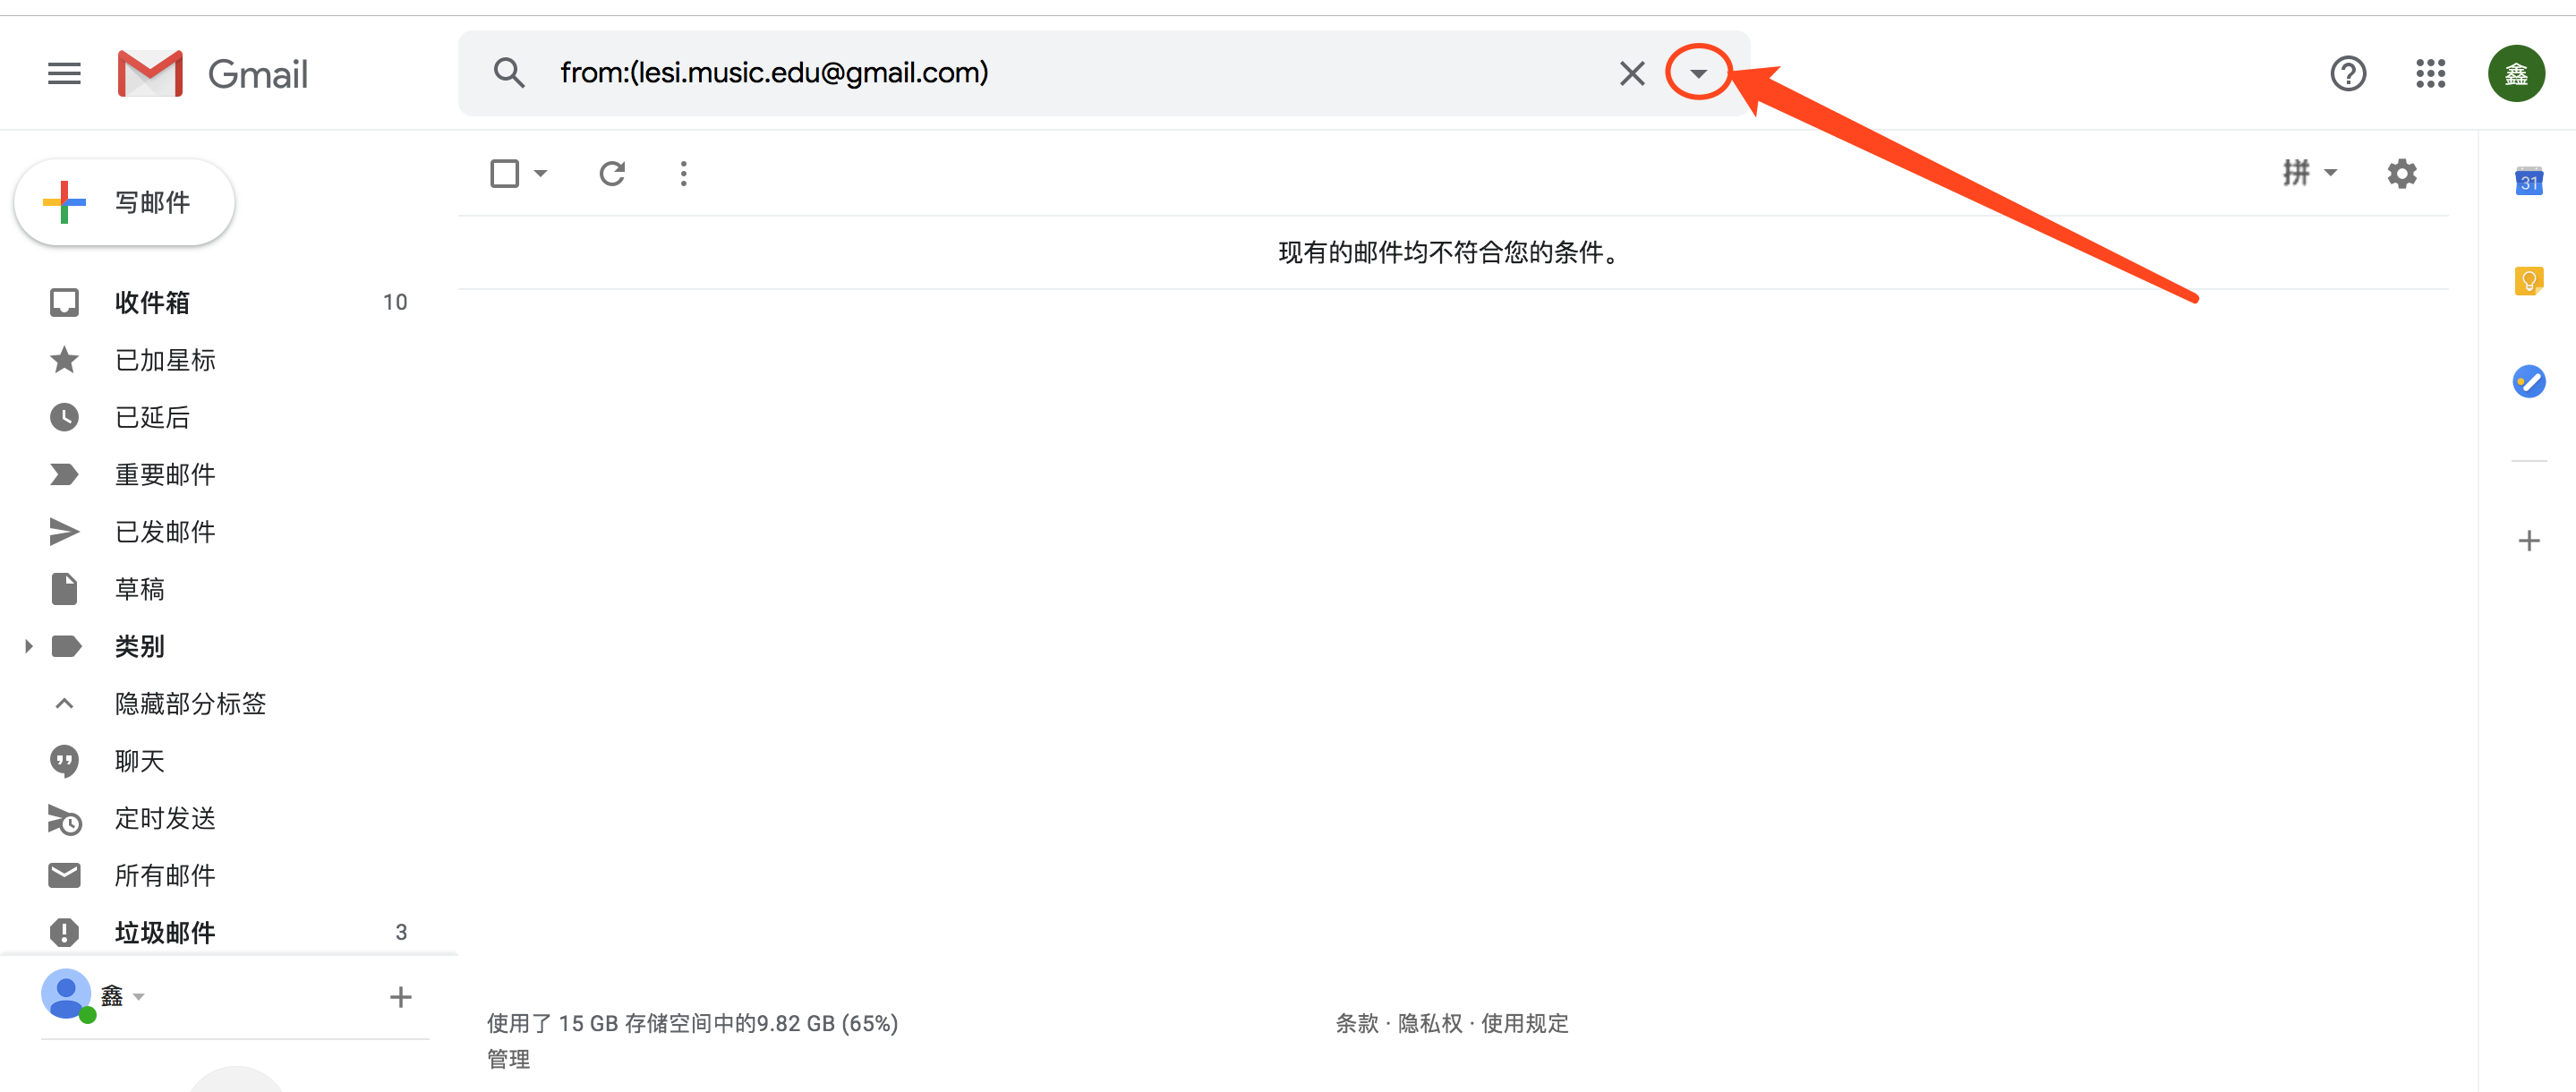 Gmail
from:(lesi.music.edu@gmail.com)
鑫
写邮件
拼
31
现有的邮件均不符合您的条件。
收件箱 10
已加星标
已延后
重要邮件
已发邮件
草稿
类别
隐藏部分标签
聊天
定时发送
所有邮件
垃圾邮件 3
鑫
使用了 15 GB 存储空间中的9.82 GB (65%)
管理
条款 · 隐私权 · 使用规定